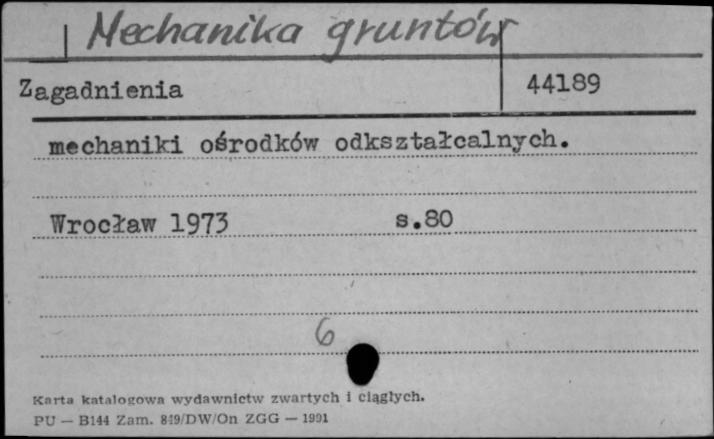 Mechanika gruntów
Zagadnienia 44189
mechaniki ośrodków odkształcalnych.
Wrocław 1973 s.80
6
Karta katalogowa wydawnictw zwartych i ciągłych.
PU — B144 Zam. 849/DW/On ZGG — 1991